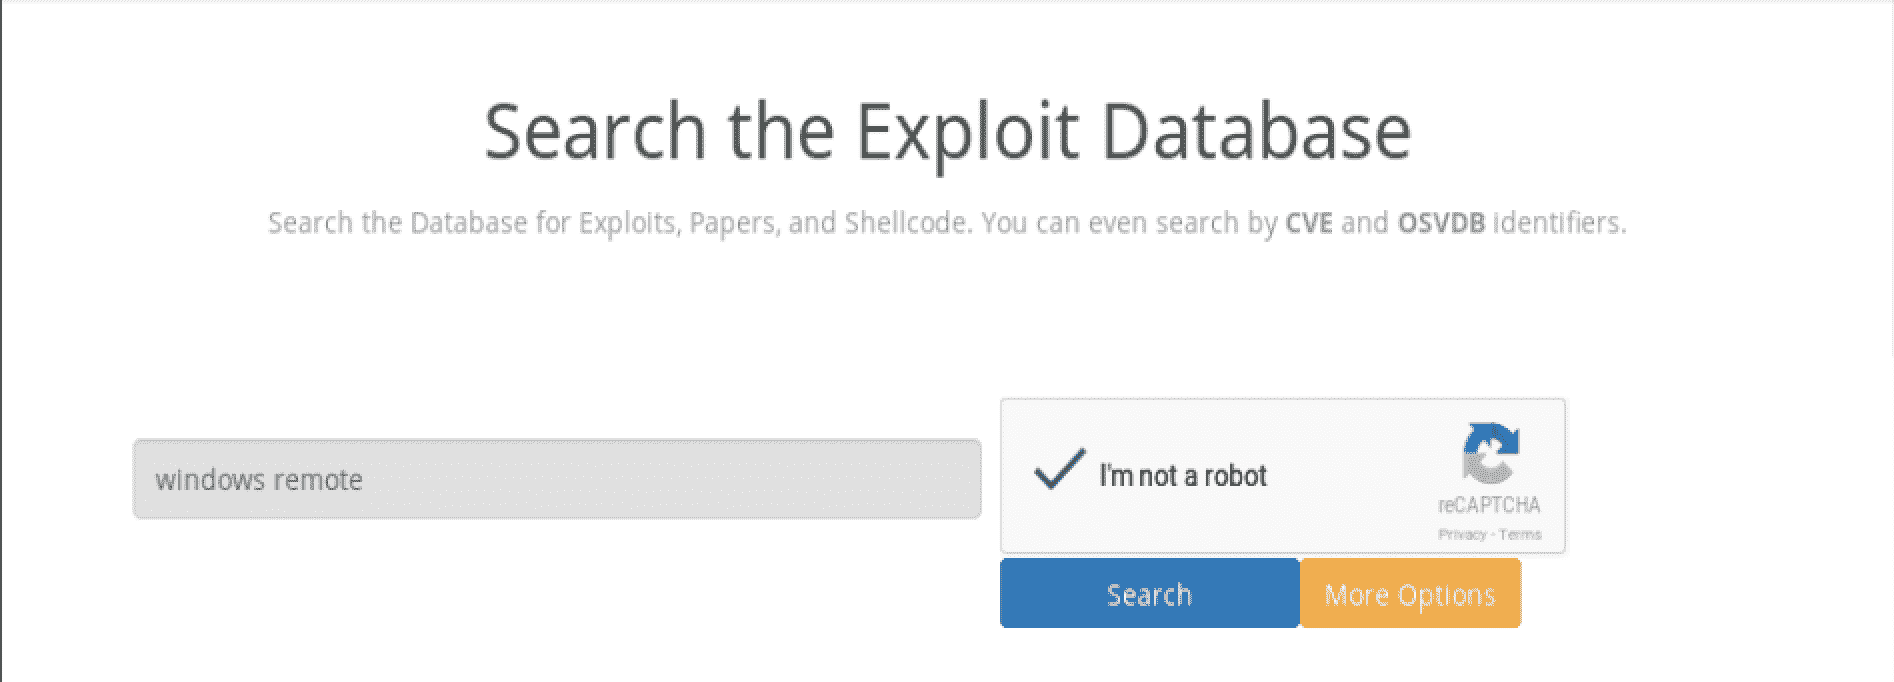 Search the Exploit Database
Search the Database for Exploits, Papers, and Shellcode. You can even search by CVE and OSVDB identifiers.
windows remote
I'm not a robot
reCAPTCHA
Privacy - Terms
Search
More Options